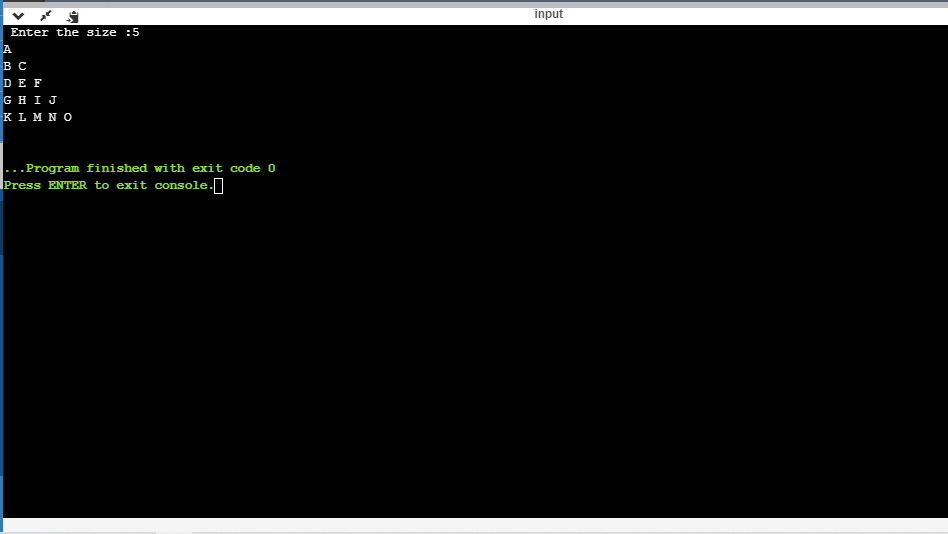 input
Enter the size :5
A
B C
D E F
G H I J
K L M N O
...Program finished with exit code 0
Press ENTER to exit console.